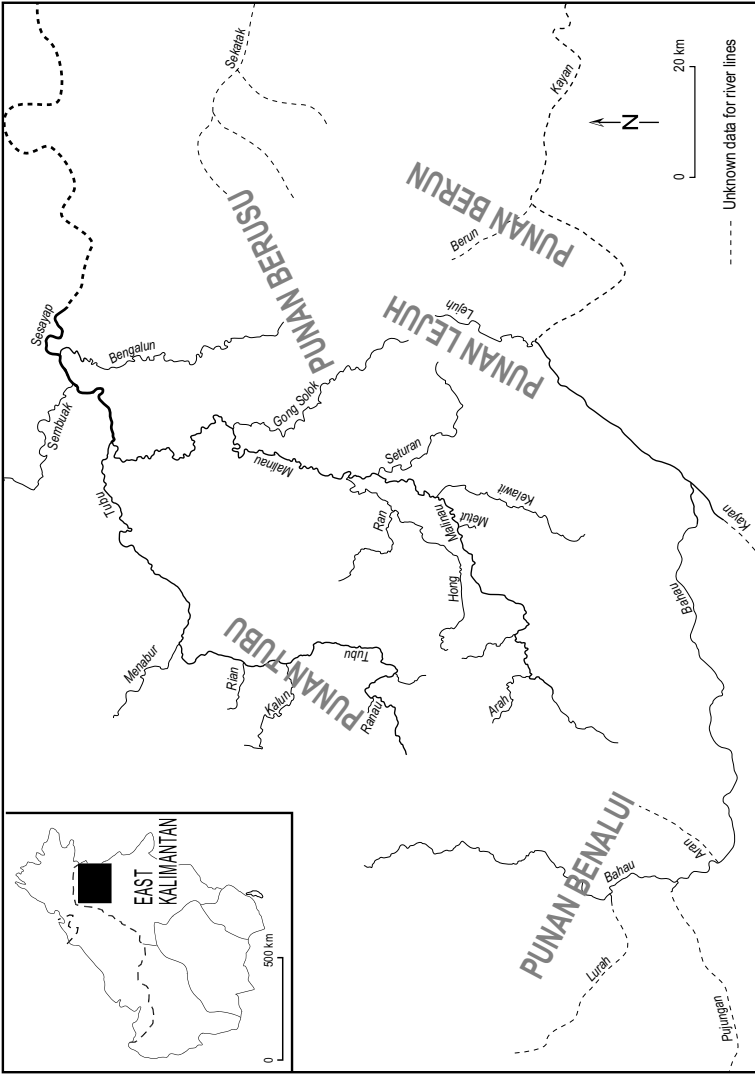 Sekatak
Kayan
20 km
0
N
Unknown data for river lines
PUNAN BERUSU
PUNAN BERUN
Berun
Sesayap
Bengalun
Lejuh
PUNAN LEJUH
Sembuak
Gong Solok
Tubu
Malinau
Seturan
Ran
Malinau
Metut
Kelawit
Kayan
Hong
Bahau
Menabur
PUNAN TUBU
Tubu
Rian
Kalun
Ranau
Arah
PUNAN BENALUI
Aran
Bahau
Lurah
Pujungan
EAST
KALIMANTAN
500 km
0